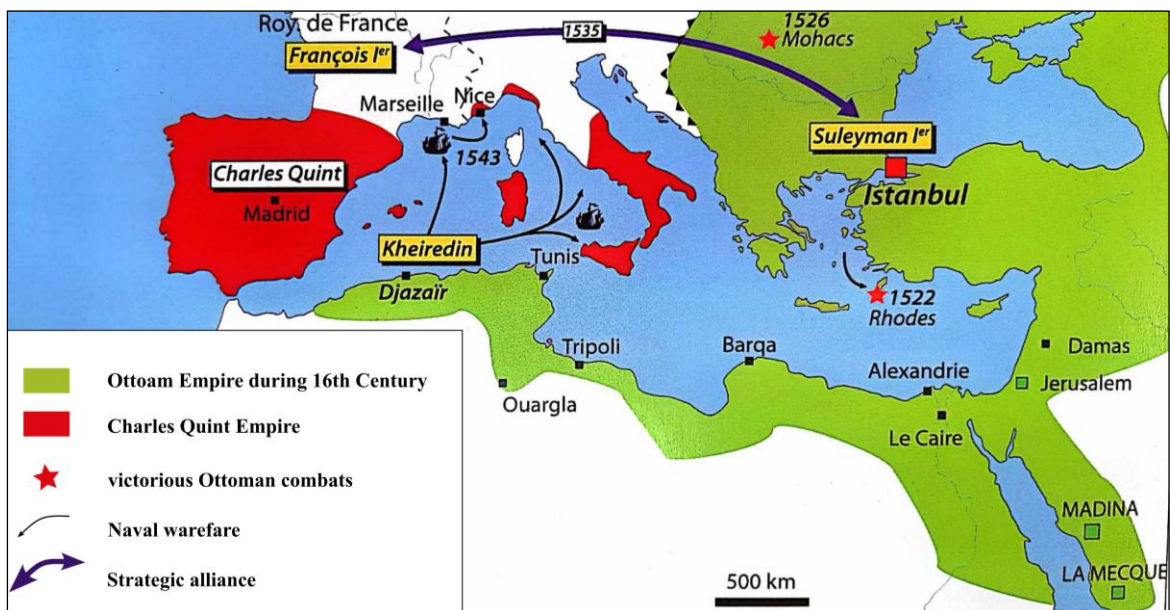 Roy. de France
François Ier
1535
1526
Mohacs
Marseille
Nice
1543
Suleyman Ier
Istanbul
Charles Quint
Madrid
Kheiredin
Djazaïr
Tunis
1522
Rhodes
Tripoli
Barqa
Alexandrie
Damas
Jerusalem
Ouargla
Le Caire
MADINA
LA MECQUE
500 km
Ottoam Empire during 16th Century
Charles Quint Empire
victorious Ottoman combats
Naval warefare
Strategic alliance